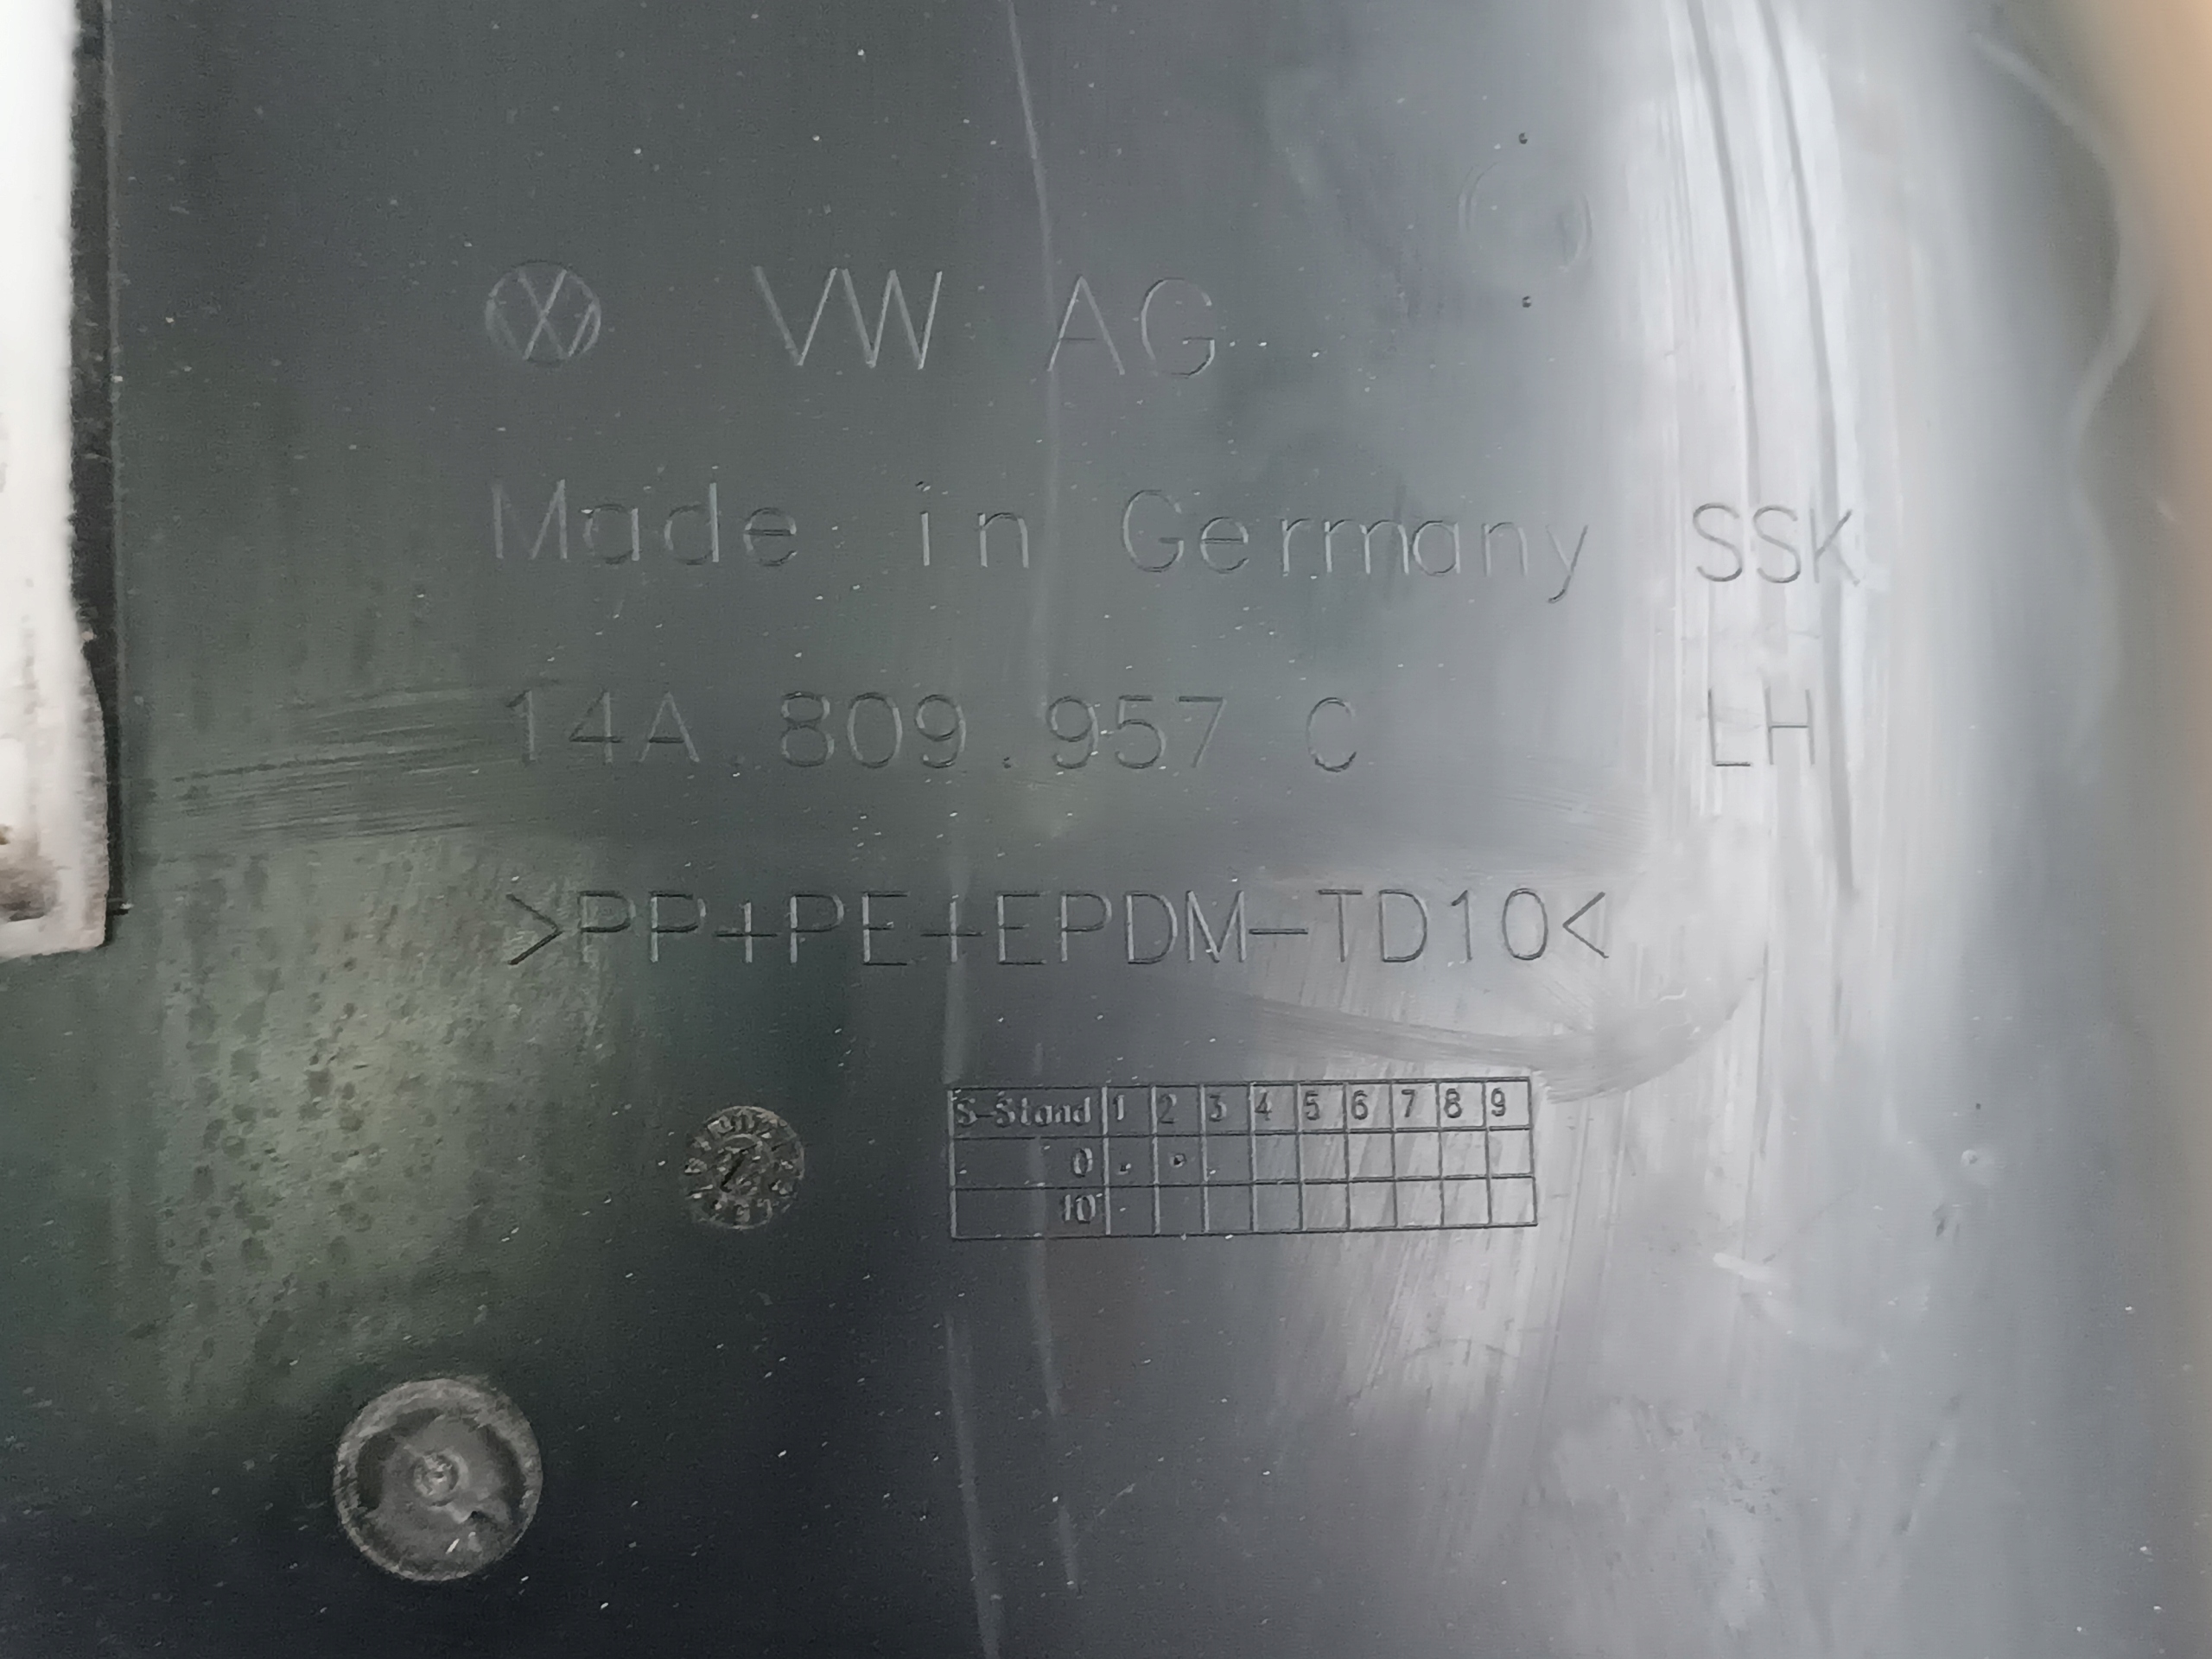 VW AG
Made in Germany SSK
14A.809.957 C LH
>PP+PE+EPDM-TD10<
S-Stand 1 2 3 4 5 6 7 8 9
0
10